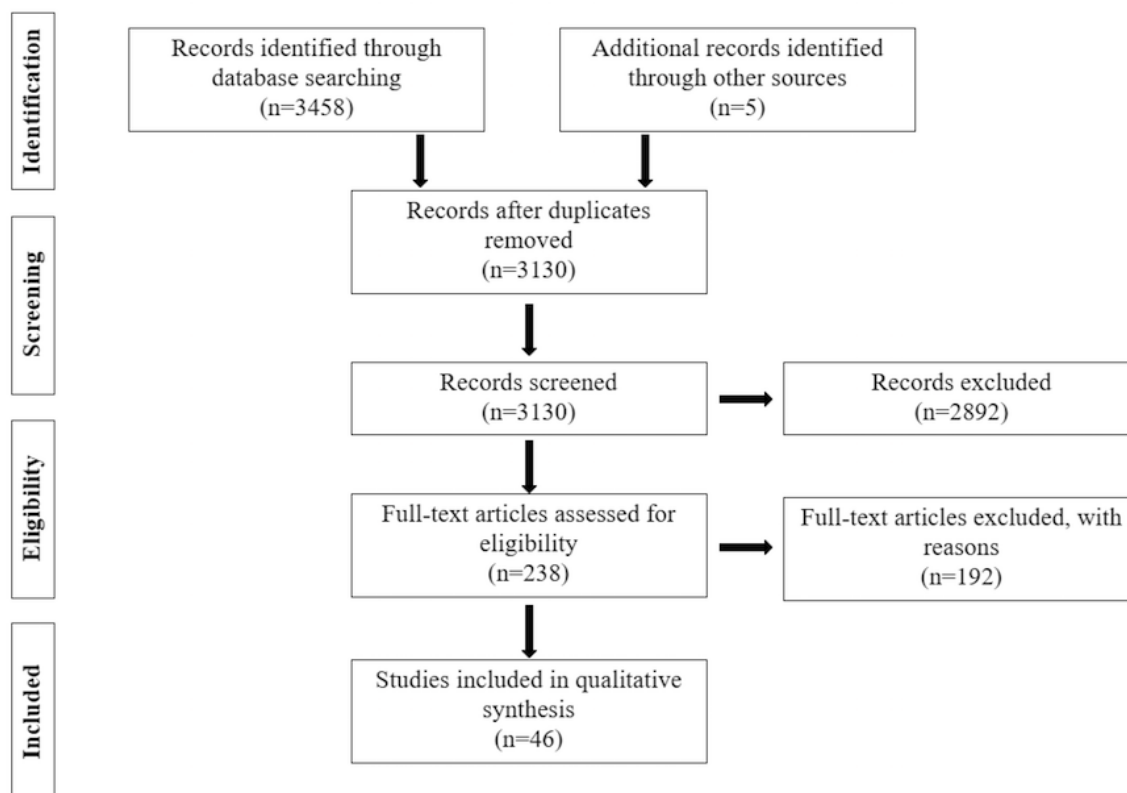 Identification
Records identified through
database searching
(n=3458)
Additional records identified
through other sources
(n=5)
Records after duplicates
removed
(n=3130)
Screening
Records screened
(n=3130)
Records excluded
(n=2892)
Eligibility
Full-text articles assessed for
eligibility
(n=238)
Full-text articles excluded, with
reasons
(n=192)
Included
Studies included in qualitative
synthesis
(n=46)